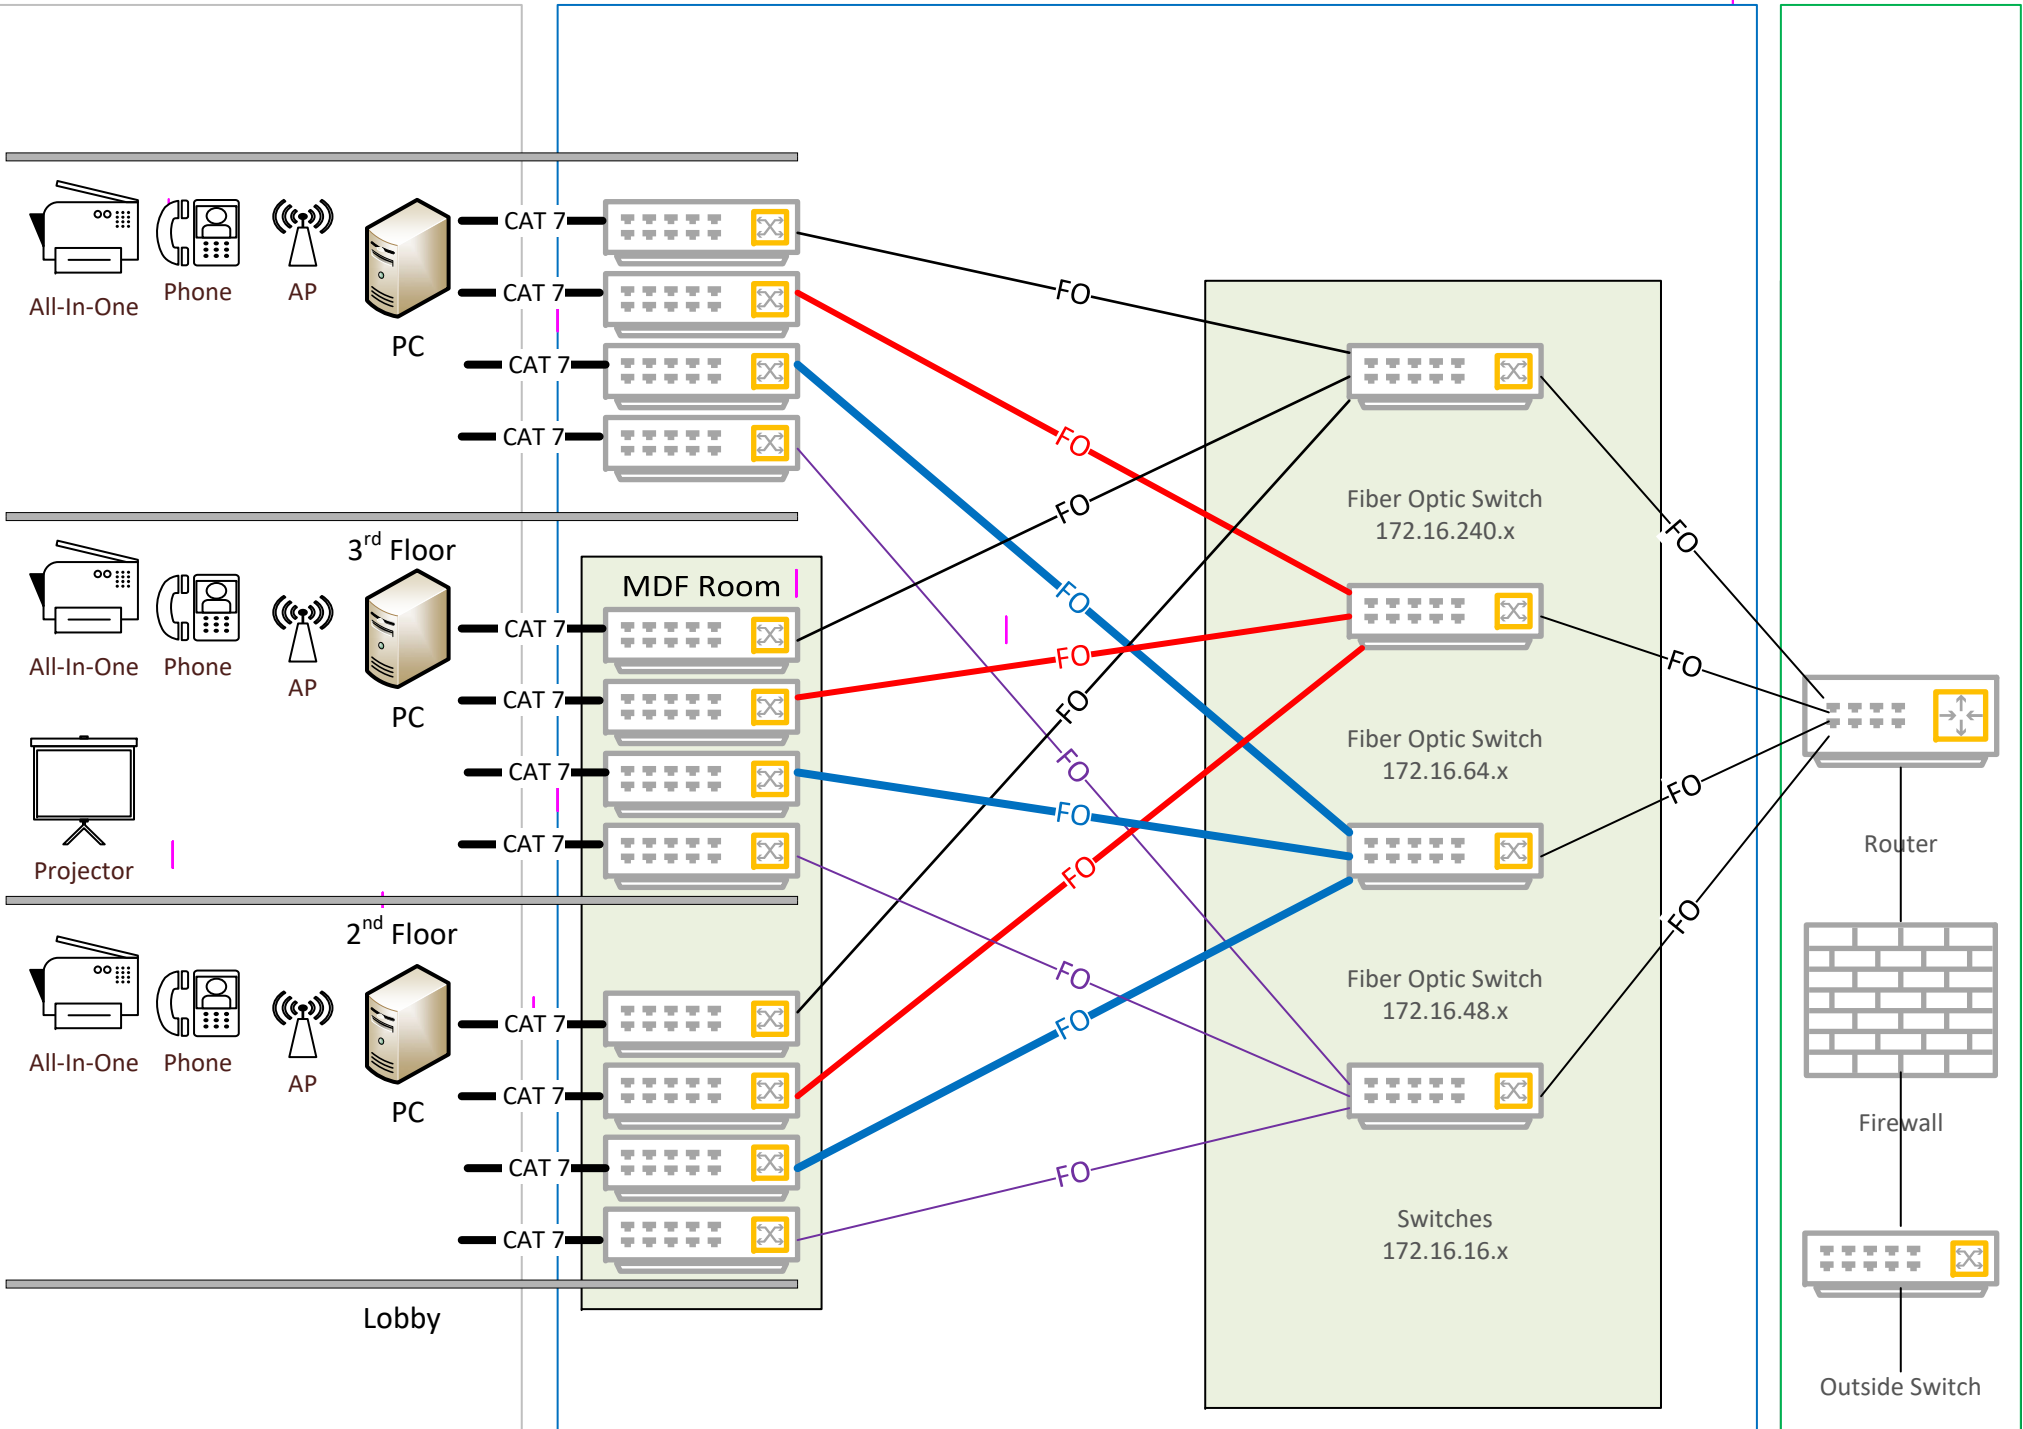 CAT 7
All-In-One
Phone
AP
PC
CAT 7
CAT 7
CAT 7
3rd Floor
MDF Room
CAT 7
All-In-One
Phone
AP
PC
CAT 7
CAT 7
CAT 7
Projector
2nd Floor
CAT 7
All-In-One
Phone
AP
PC
CAT 7
CAT 7
CAT 7
Lobby
FO
FO
FO
FO
FO
FO
FO
FO
FO
FO
FO
FO
Fiber Optic Switch
172.16.240.x
Fiber Optic Switch
172.16.64.x
Fiber Optic Switch
172.16.48.x
Switches
172.16.16.x
FO
FO
FO
FO
Router
Firewall
Outside Switch